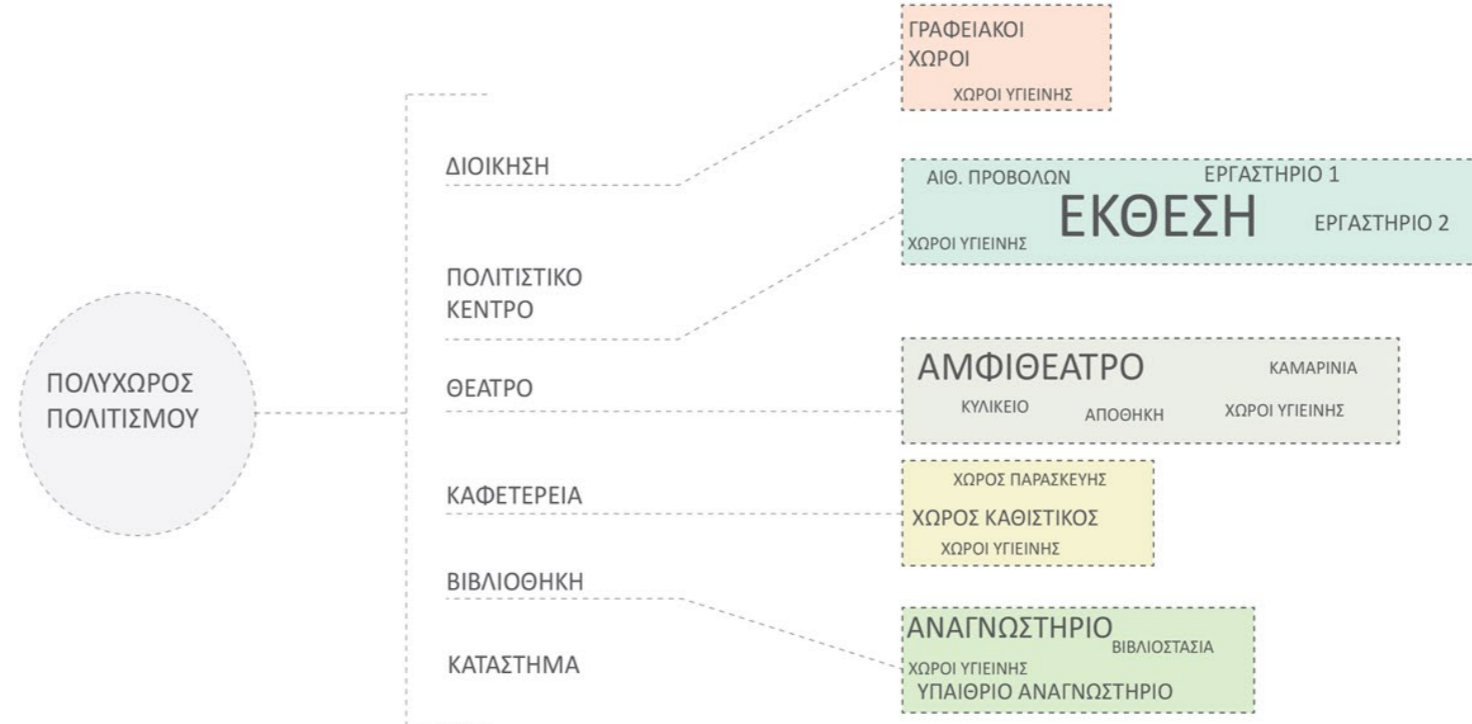 ΠΟΛΥΧΩΡΟΣ
ΠΟΛΙΤΙΣΜΟΥ
ΔΙΟΙΚΗΣΗ
ΠΟΛΙΤΙΣΤΙΚΟ
ΚΕΝΤΡΟ
ΘΕΑΤΡΟ
ΚΑΦΕΤΕΡΕΙΑ
ΒΙΒΛΙΟΘΗΚΗ
ΚΑΤΑΣΤΗΜΑ
ΓΡΑΦΕΙΑΚΟΙ
ΧΩΡΟΙ
ΧΩΡΟΙ ΥΓΙΕΙΝΗΣ
ΑΙΘ. ΠΡΟΒΟΛΩΝ
ΕΡΓΑΣΤΗΡΙΟ 1
ΕΚΘΕΣΗ
ΕΡΓΑΣΤΗΡΙΟ 2
ΧΩΡΟΙ ΥΓΙΕΙΝΗΣ
ΑΜΦΙΘΕΑΤΡΟ
ΚΑΜΑΡΙΝΙΑ
ΚΥΛΙΚΕΙΟ
ΑΠΟΘΗΚΗ
ΧΩΡΟΙ ΥΓΙΕΙΝΗΣ
ΧΩΡΟΣ ΠΑΡΑΣΚΕΥΗΣ
ΧΩΡΟΣ ΚΑΘΙΣΤΙΚΟΣ
ΧΩΡΟΙ ΥΓΙΕΙΝΗΣ
ΑΝΑΓΝΩΣΤΗΡΙΟ
ΒΙΒΛΙΟΣΤΑΣΙΑ
ΧΩΡΟΙ ΥΓΙΕΙΝΗΣ
ΥΠΑΙΘΡΙΟ ΑΝΑΓΝΩΣΤΗΡΙΟ